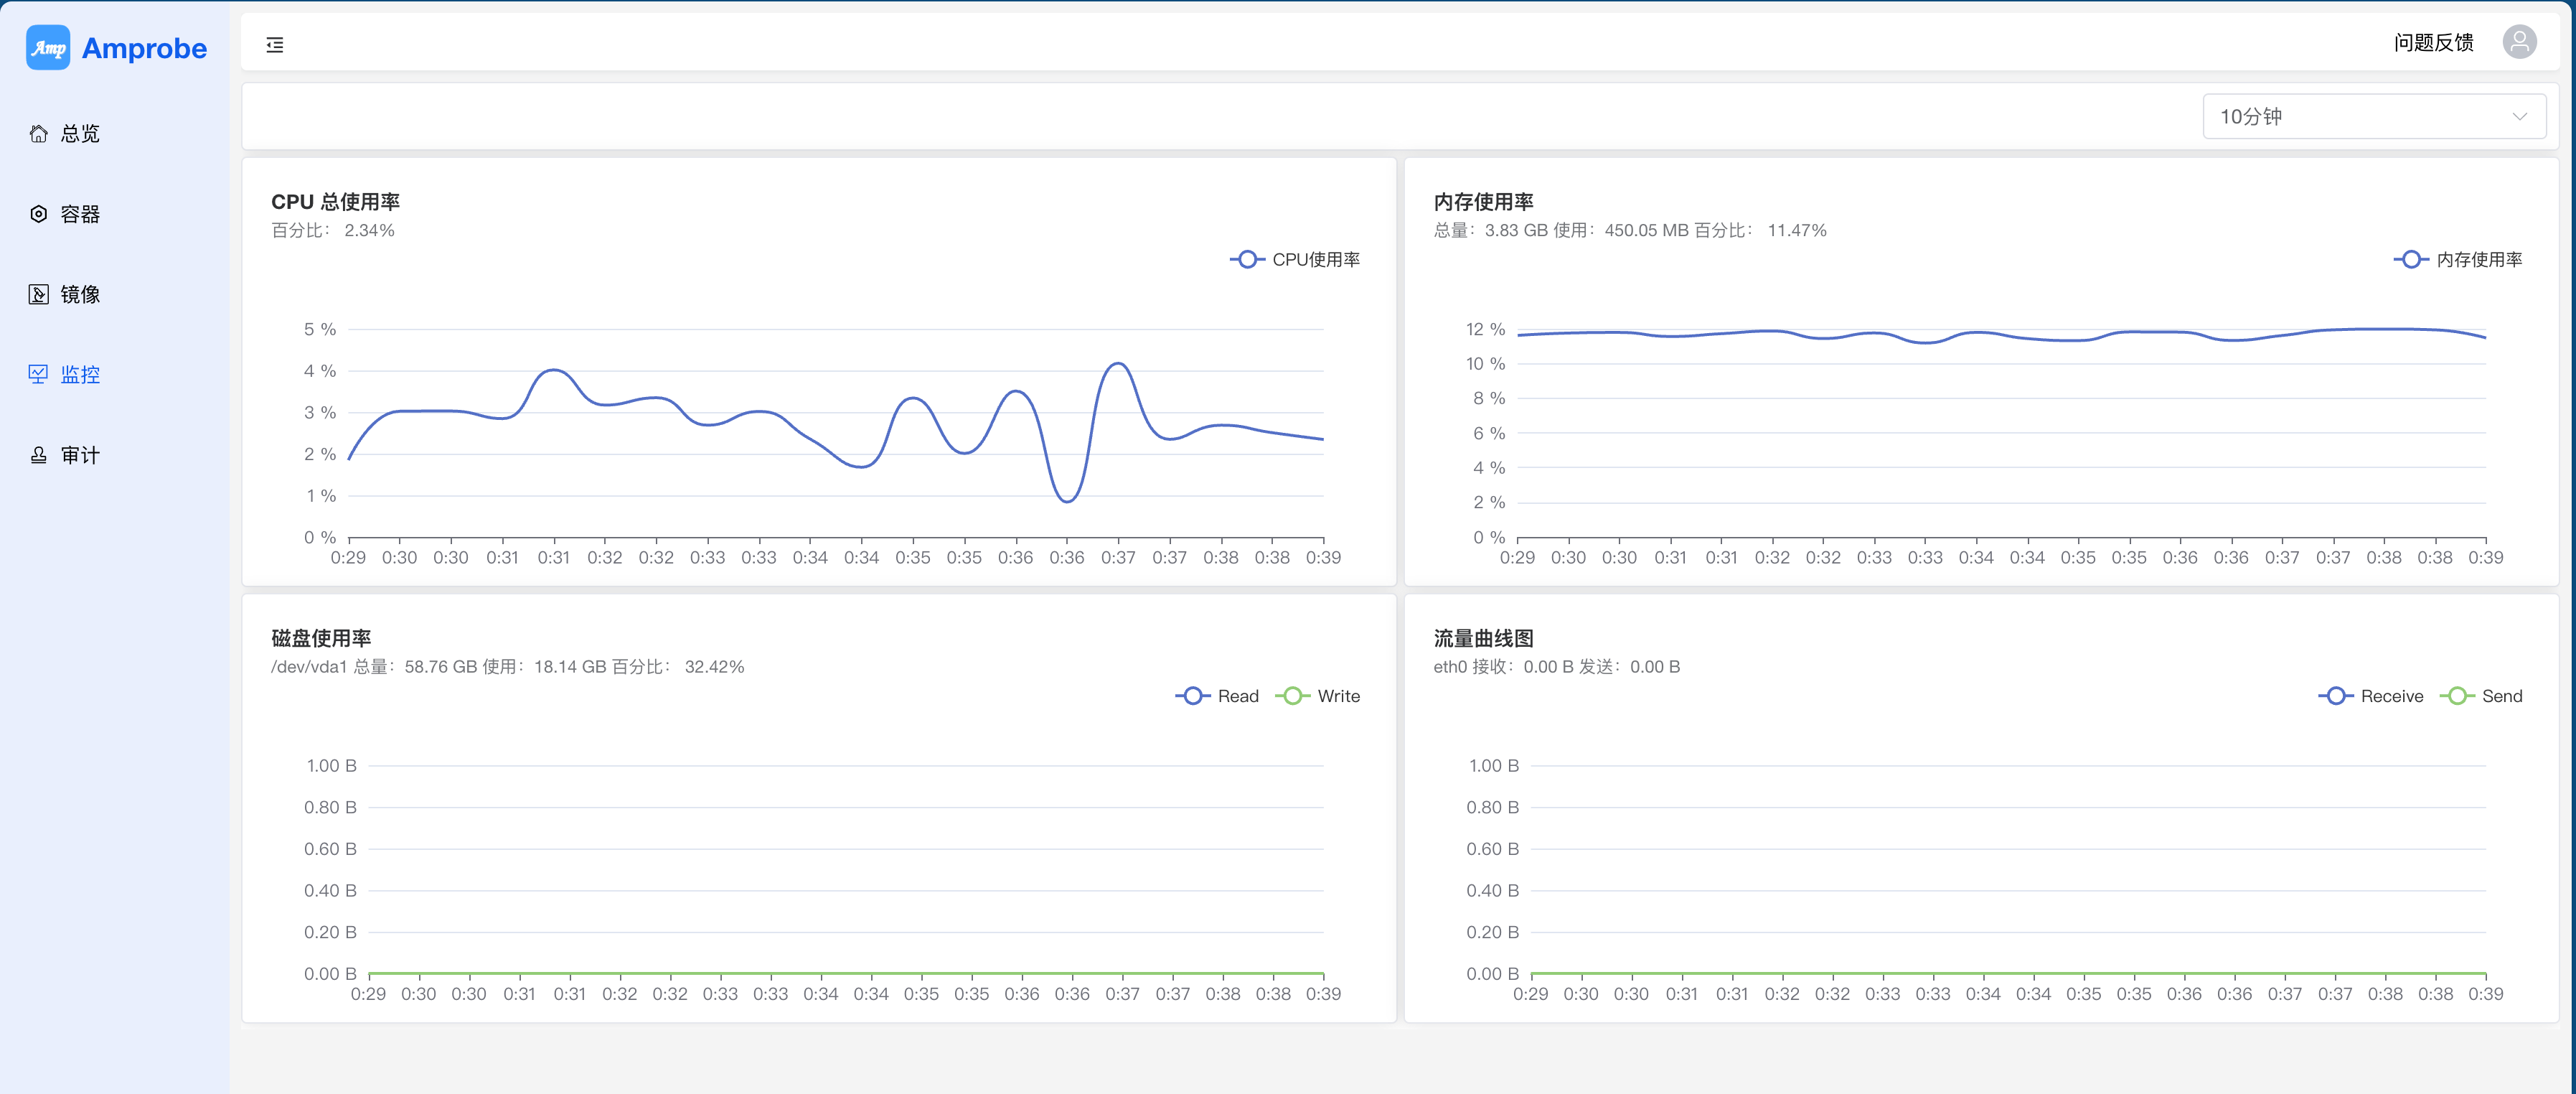 Amp Amprobe
问题反馈
总览
容器
镜像
监控
审计
10分钟
CPU 总使用率
百分比： 2.34%
CPU使用率
5 %
4 %
3 %
2 %
1 %
0 %
0:29 0:30 0:30 0:31 0:31 0:32 0:32 0:33 0:33 0:34 0:34 0:35 0:35 0:36 0:36 0:37 0:37 0:38 0:38 0:39
内存使用率
总量：3.83 GB 使用：450.05 MB 百分比： 11.47%
内存使用率
12 %
10 %
8 %
6 %
4 %
2 %
0 %
0:29 0:30 0:30 0:31 0:31 0:32 0:32 0:33 0:33 0:34 0:34 0:35 0:35 0:36 0:36 0:37 0:37 0:38 0:38 0:39
磁盘使用率
/dev/vda1 总量：58.76 GB 使用：18.14 GB 百分比： 32.42%
Read Write
1.00 B
0.80 B
0.60 B
0.40 B
0.20 B
0.00 B
0:29 0:30 0:30 0:31 0:31 0:32 0:32 0:33 0:33 0:34 0:34 0:35 0:35 0:36 0:36 0:37 0:37 0:38 0:38 0:39
流量曲线图
eth0 接收：0.00 B 发送：0.00 B
Receive Send
1.00 B
0.80 B
0.60 B
0.40 B
0.20 B
0.00 B
0:29 0:30 0:30 0:31 0:31 0:32 0:32 0:33 0:33 0:34 0:34 0:35 0:35 0:36 0:36 0:37 0:37 0:38 0:38 0:39